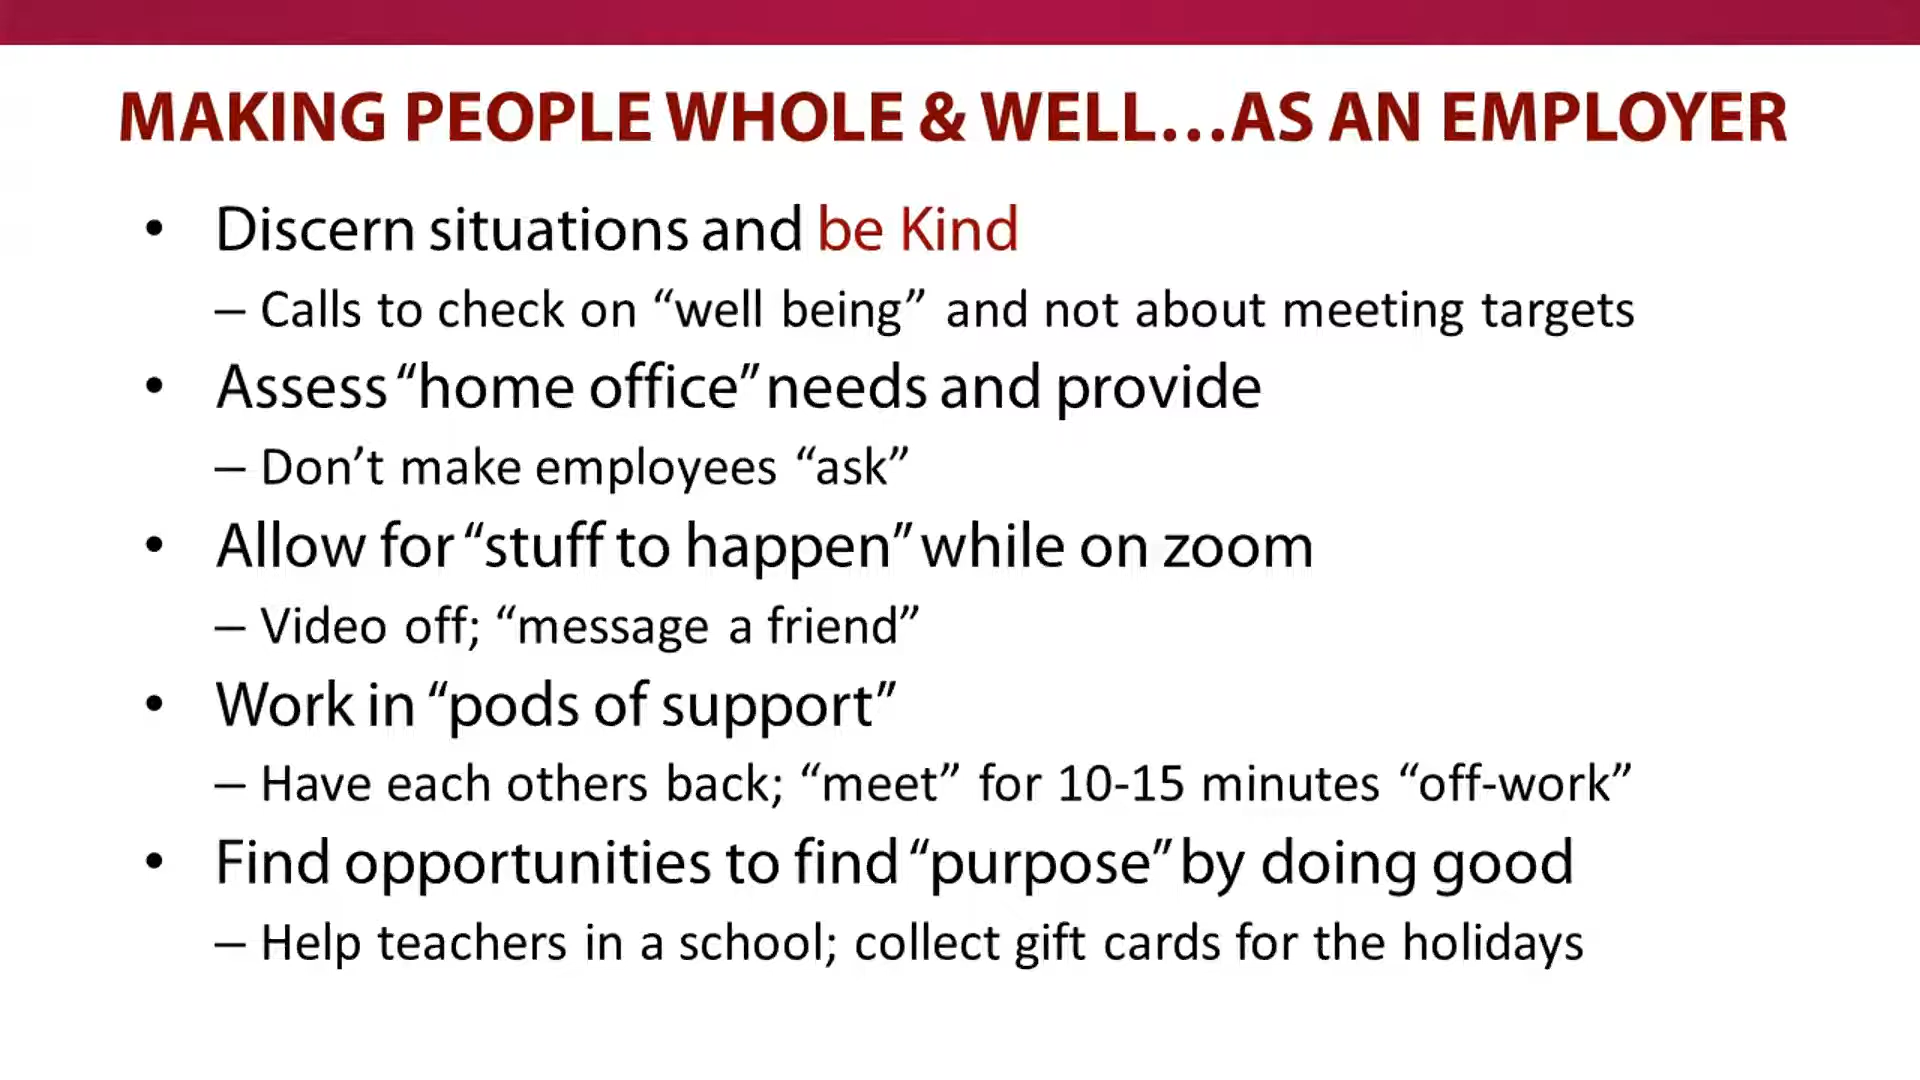 MAKING PEOPLE WHOLE & WELL…AS AN EMPLOYER
• Discern situations and be Kind
– Calls to check on “well being” and not about meeting targets
• Assess “home office” needs and provide
– Don’t make employees “ask”
• Allow for “stuff to happen” while on zoom
– Video off; “message a friend”
• Work in “pods of support”
– Have each others back; “meet” for 10-15 minutes “off-work”
• Find opportunities to find “purpose” by doing good
– Help teachers in a school; collect gift cards for the holidays